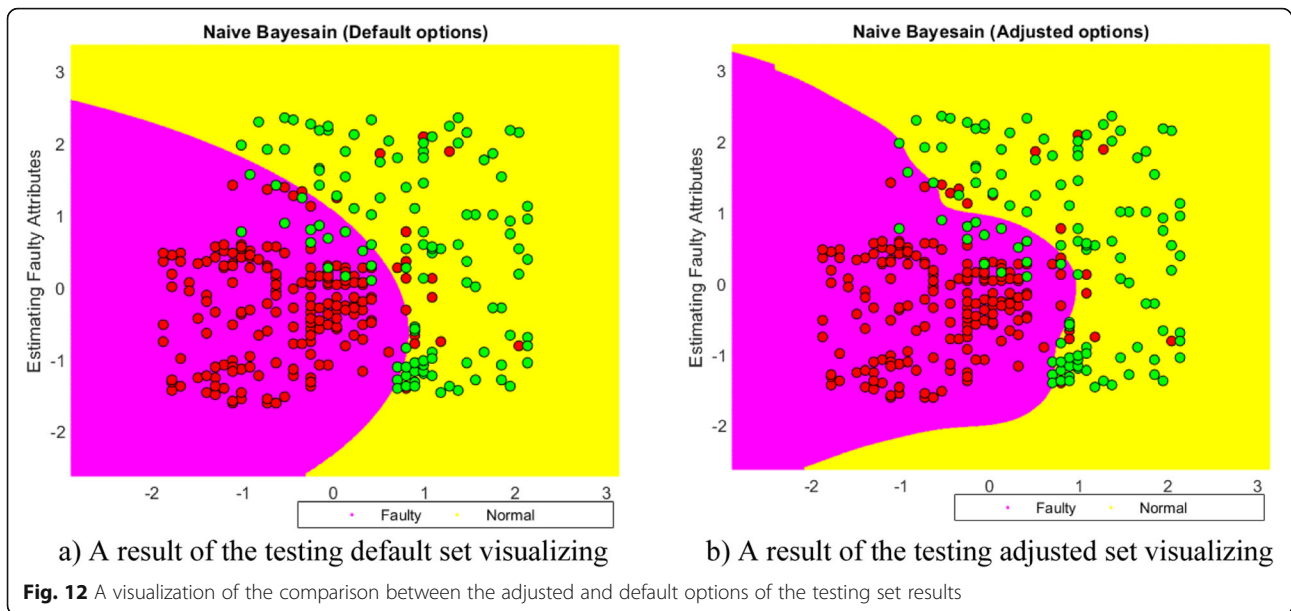 Naive Bayesain (Default options)
Estimating Faulty Attributes
3
2
1
0
-1
-2
-2
-1
0
1
2
3
Faulty
Normal
a) A result of the testing default set visualizing
Naive Bayesain (Adjusted options)
Estimating Faulty Attributes
3
2
1
0
-1
-2
-2
-1
0
1
2
3
Faulty
Normal
b) A result of the testing adjusted set visualizing
Fig. 12 A visualization of the comparison between the adjusted and default options of the testing set results